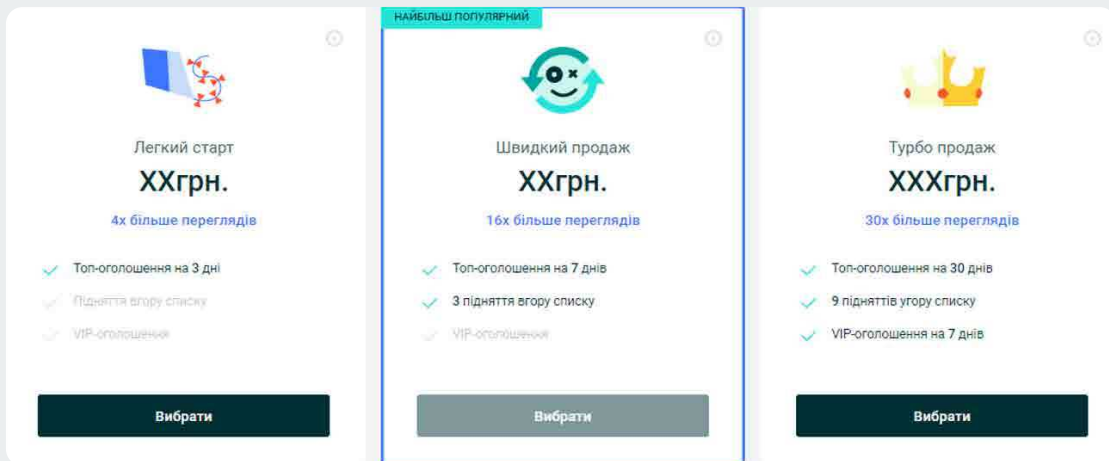 НАЙБІЛЬШ ПОПУЛЯРНИЙ
Легкий старт
XXгрн.
4х більше переглядів
Топ-оголошення на 3 дні
Підняття вгору списку
VIP-оголошення
Вибрати
Швидкий продаж
XXгрн.
16х більше переглядів
Топ-оголошення на 7 днів
3 підняття вгору списку
VIP-оголошення
Вибрати
Турбо продаж
XXXгрн.
30х більше переглядів
Топ-оголошення на 30 днів
9 підняттів угору списку
VIP-оголошення на 7 днів
Вибрати